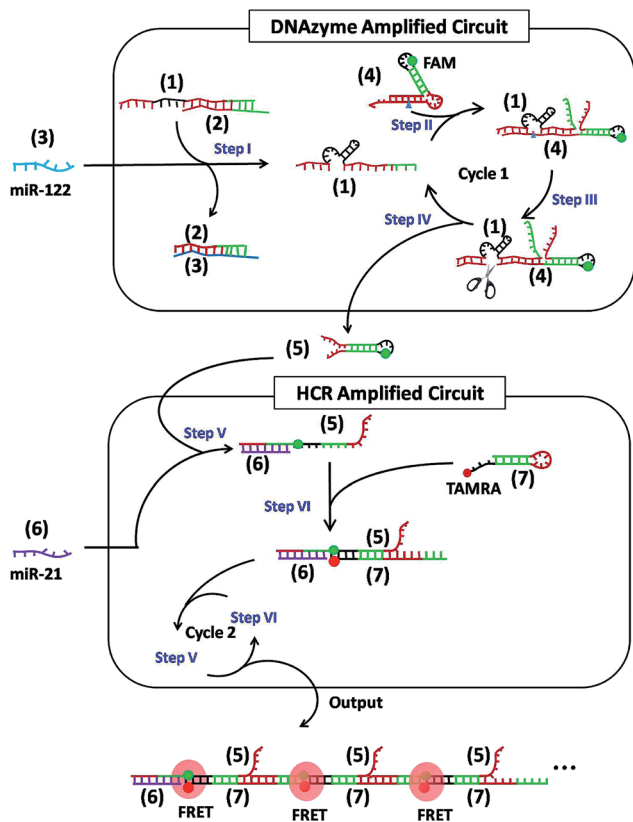 DNAzyme Amplified Circuit
(1)
(2)
(3)
miR-122
Step I
(2)
(3)
(4)
FAM
Step II
(1)
(1)
(4)
Cycle 1
Step III
Step IV
(1)
(4)
(5)
HCR Amplified Circuit
Step V
(5)
(6)
TAMRA
(7)
Step VI
(6)
miR-21
(5)
(6)
(7)
Cycle 2
Step VI
Step V
Output
(5)
(5)
(5)
...
(6)
(7)
(7)
(7)
FRET
FRET
FRET